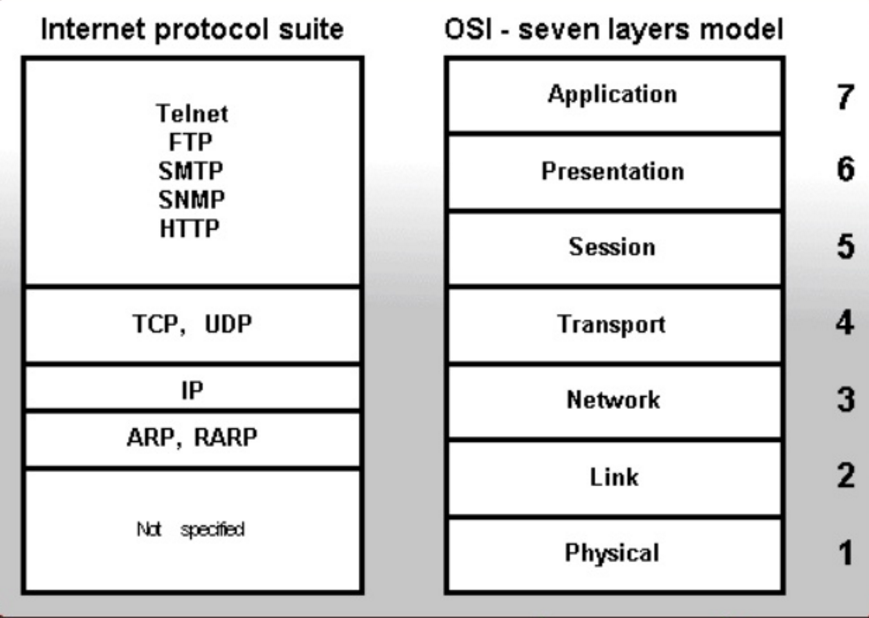 Internet protocol suite
Telnet
FTP
SMTP
SNMP
HTTP
TCP, UDP
IP
ARP, RARP
Not specified
OSI - seven layers model
Application 7
Presentation 6
Session 5
Transport 4
Network 3
Link 2
Physical 1